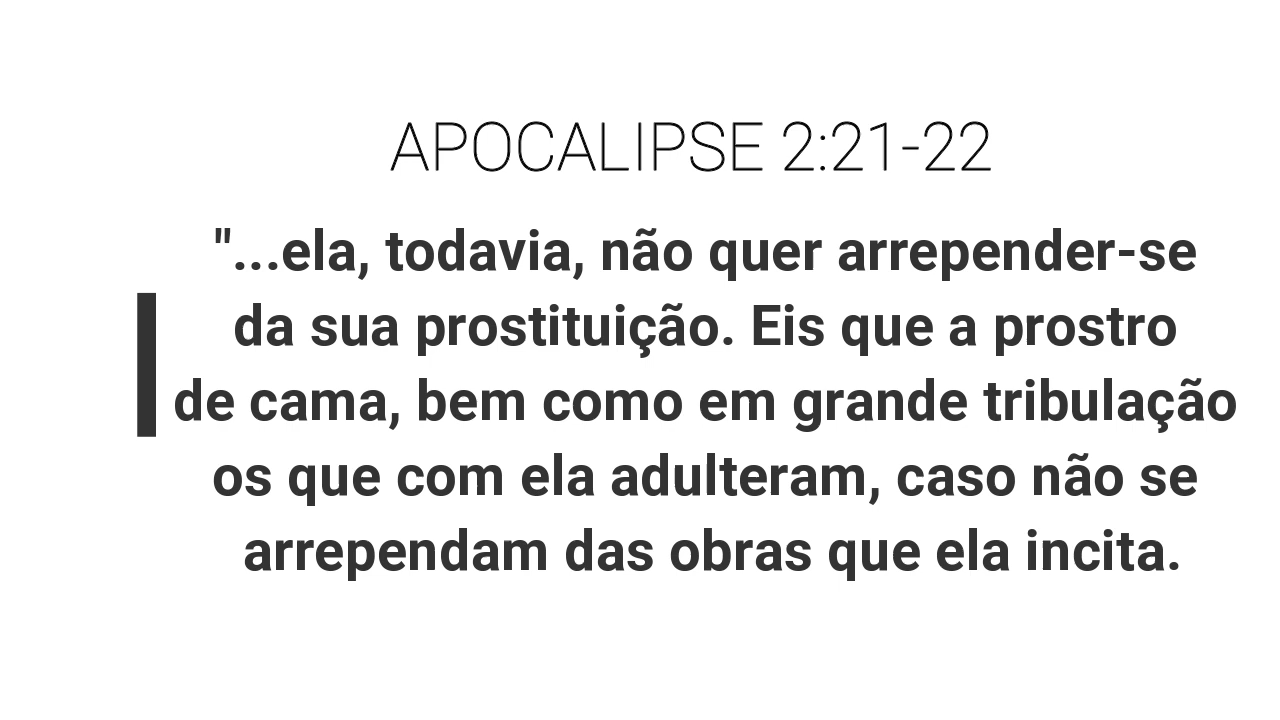 APOCALIPSE 2:21-22
"...ela, todavia, não quer arrepender-se
da sua prostituição. Eis que a prostro
de cama, bem como em grande tribulação
os que com ela adulteram, caso não se
arrependam das obras que ela incita.